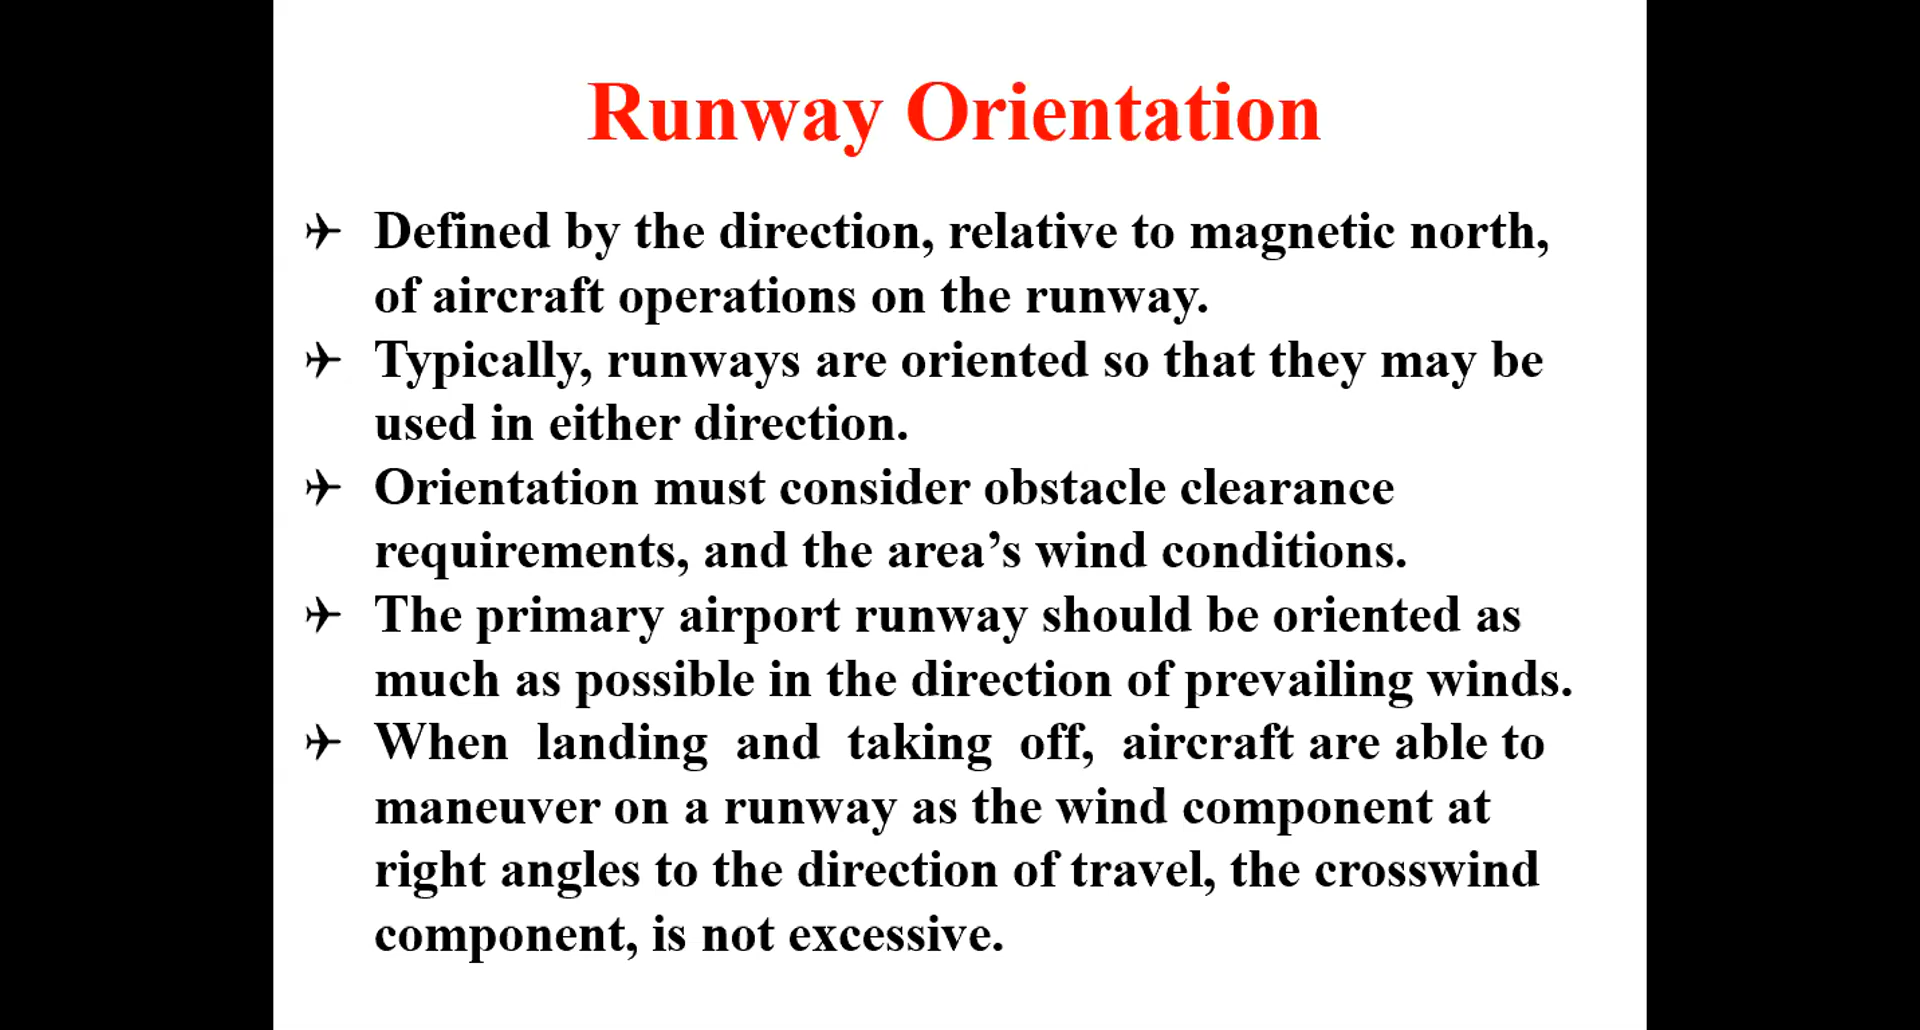 Runway Orientation
Defined by the direction, relative to magnetic north,
of aircraft operations on the runway.
Typically, runways are oriented so that they may be
used in either direction.
Orientation must consider obstacle clearance
requirements, and the area’s wind conditions.
The primary airport runway should be oriented as
much as possible in the direction of prevailing winds.
When landing and taking off, aircraft are able to
maneuver on a runway as the wind component at
right angles to the direction of travel, the crosswind
component, is not excessive.